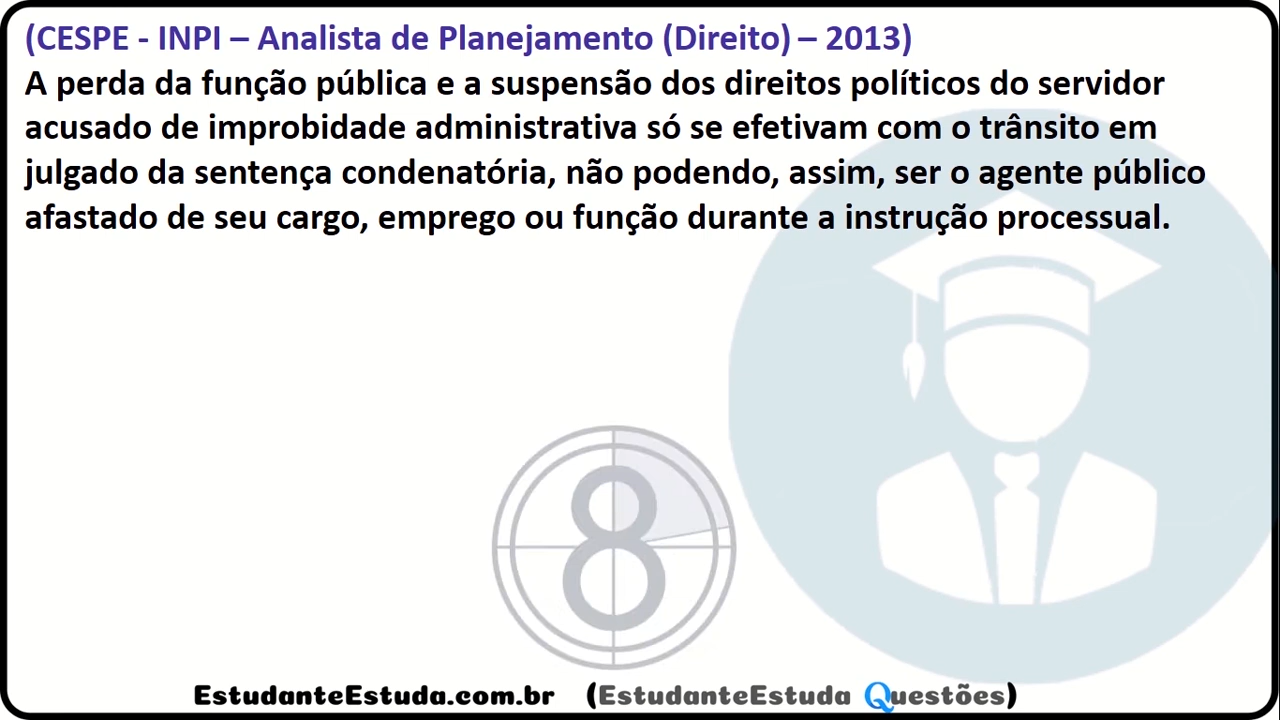 (CESPE - INPI – Analista de Planejamento (Direito) – 2013)
A perda da função pública e a suspensão dos direitos políticos do servidor
acusado de improbidade administrativa só se efetivam com o trânsito em
julgado da sentença condenatória, não podendo, assim, ser o agente público
afastado de seu cargo, emprego ou função durante a instrução processual.
8
EstudanteEstuda.com.br (EstudanteEstuda Questões)